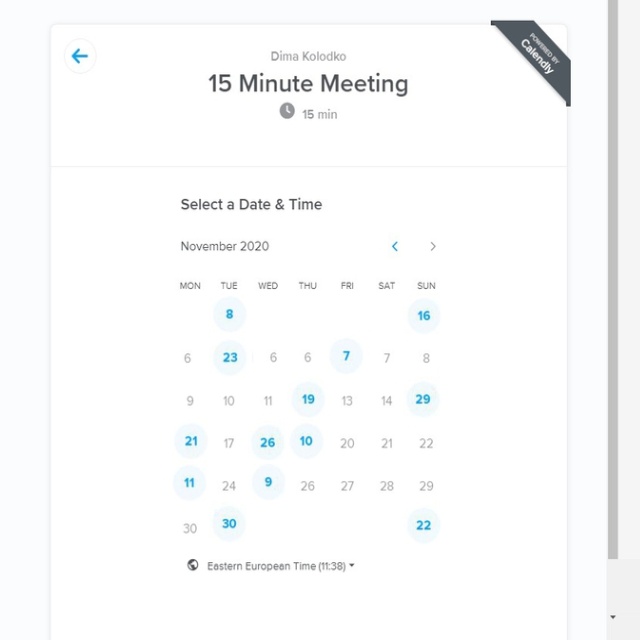 POWERED BY
Calendly
Dima Kolodko
15 Minute Meeting
15 min
Select a Date & Time
November 2020
MON TUE WED THU FRI SAT SUN
8 16
6 23 6 6 7 7 8
9 10 11 19 13 14 29
21 17 26 10 20 21 22
11 24 9 26 27 28 29
30 30 22
Eastern European Time (11:38)